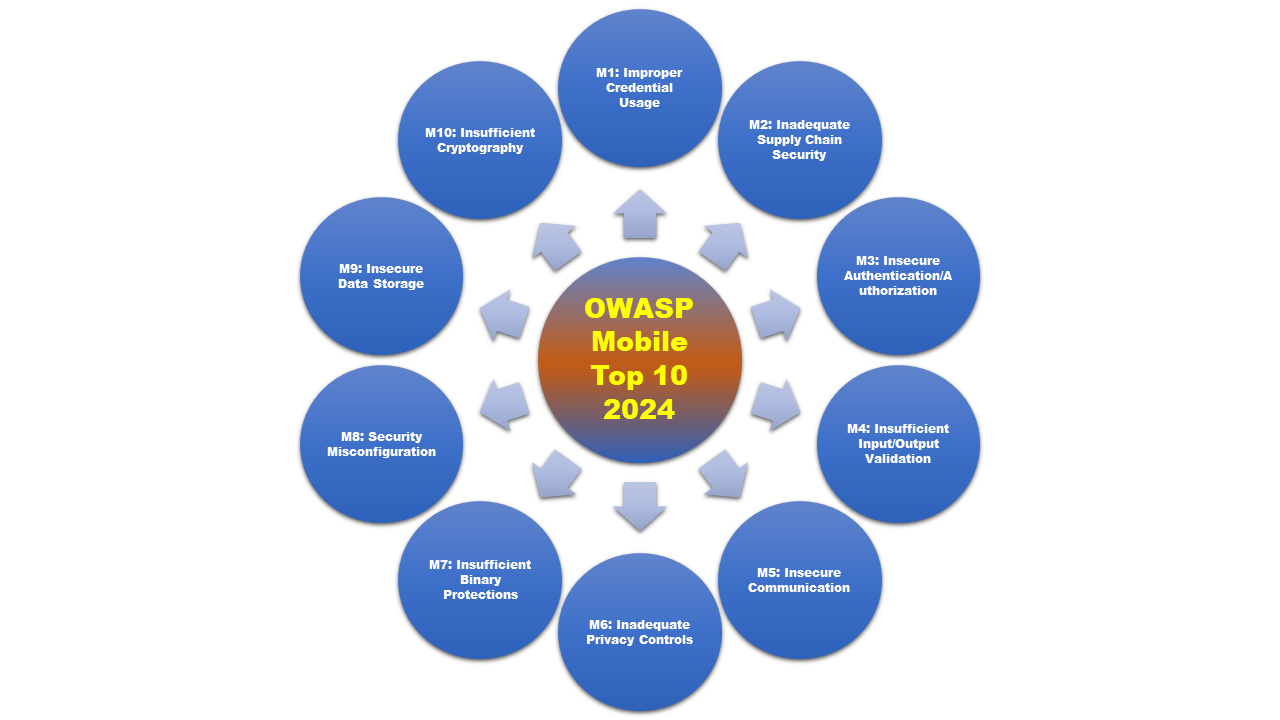 OWASP
Mobile
Top 10
2024
M1: Improper
Credential
Usage
M2: Inadequate
Supply Chain
Security
M3: Insecure
Authentication/A
uthorization
M4: Insufficient
Input/Output
Validation
M5: Insecure
Communication
M6: Inadequate
Privacy Controls
M7: Insufficient
Binary
Protections
M8: Security
Misconfiguration
M9: Insecure
Data Storage
M10: Insufficient
Cryptography